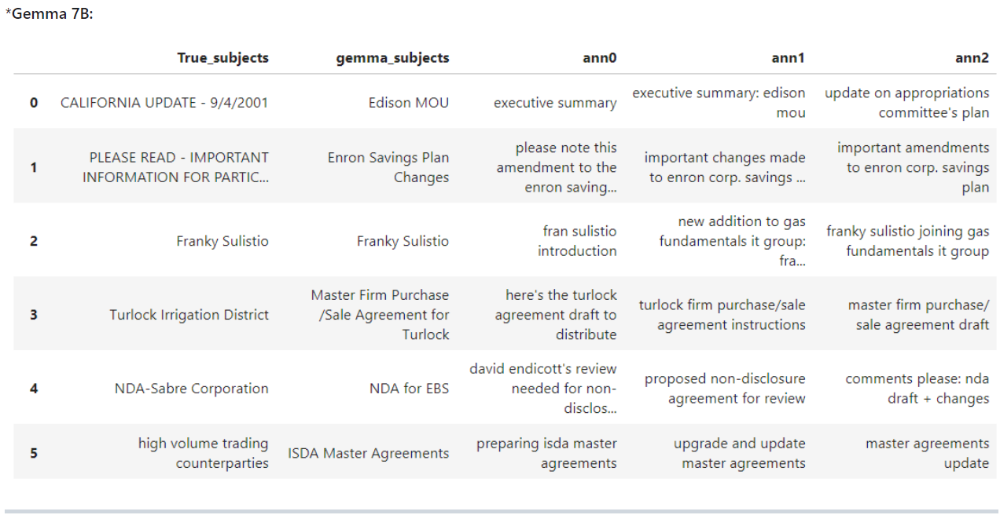 *Gemma 7B:
True_subjects gemma_subjects ann0 ann1 ann2
0 CALIFORNIA UPDATE - 9/4/2001 Edison MOU executive summary executive summary: edison mou update on appropriations committee's plan
1 PLEASE READ - IMPORTANT INFORMATION FOR PARTIC... Enron Savings Plan Changes please note this amendment to the enron saving... important changes made to enron corp. savings ... important amendments to enron corp. savings plan
2 Franky Sulistio Franky Sulistio fran sulistio introduction new addition to gas fundamentals it group: fra... franky sulistio joining gas fundamentals it group
3 Turlock Irrigation District Master Firm Purchase /Sale Agreement for Turlock here's the turlock agreement draft to distribute turlock firm purchase/sale agreement instructions master firm purchase/ sale agreement draft
4 NDA-Sabre Corporation NDA for EBS david endicott's review needed for non-disclos... proposed non-disclosure agreement for review comments please: nda draft + changes
5 high volume trading counterparties ISDA Master Agreements preparing isda master agreements upgrade and update master agreements master agreements update